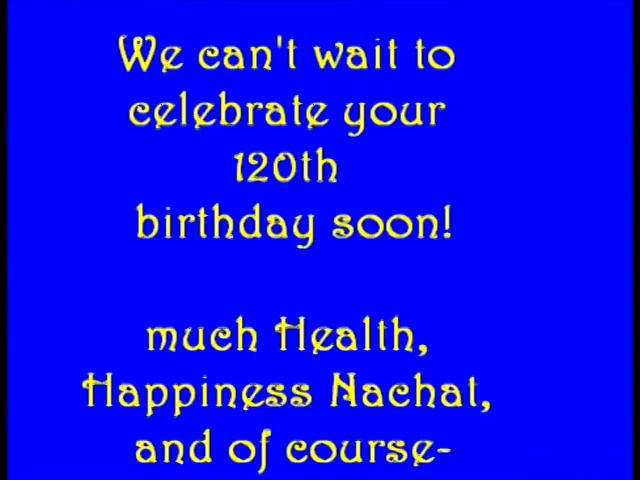 We can't wait to
celebrate your
120th
birthday soon!
much Health,
Happiness Nachat,
and of course-